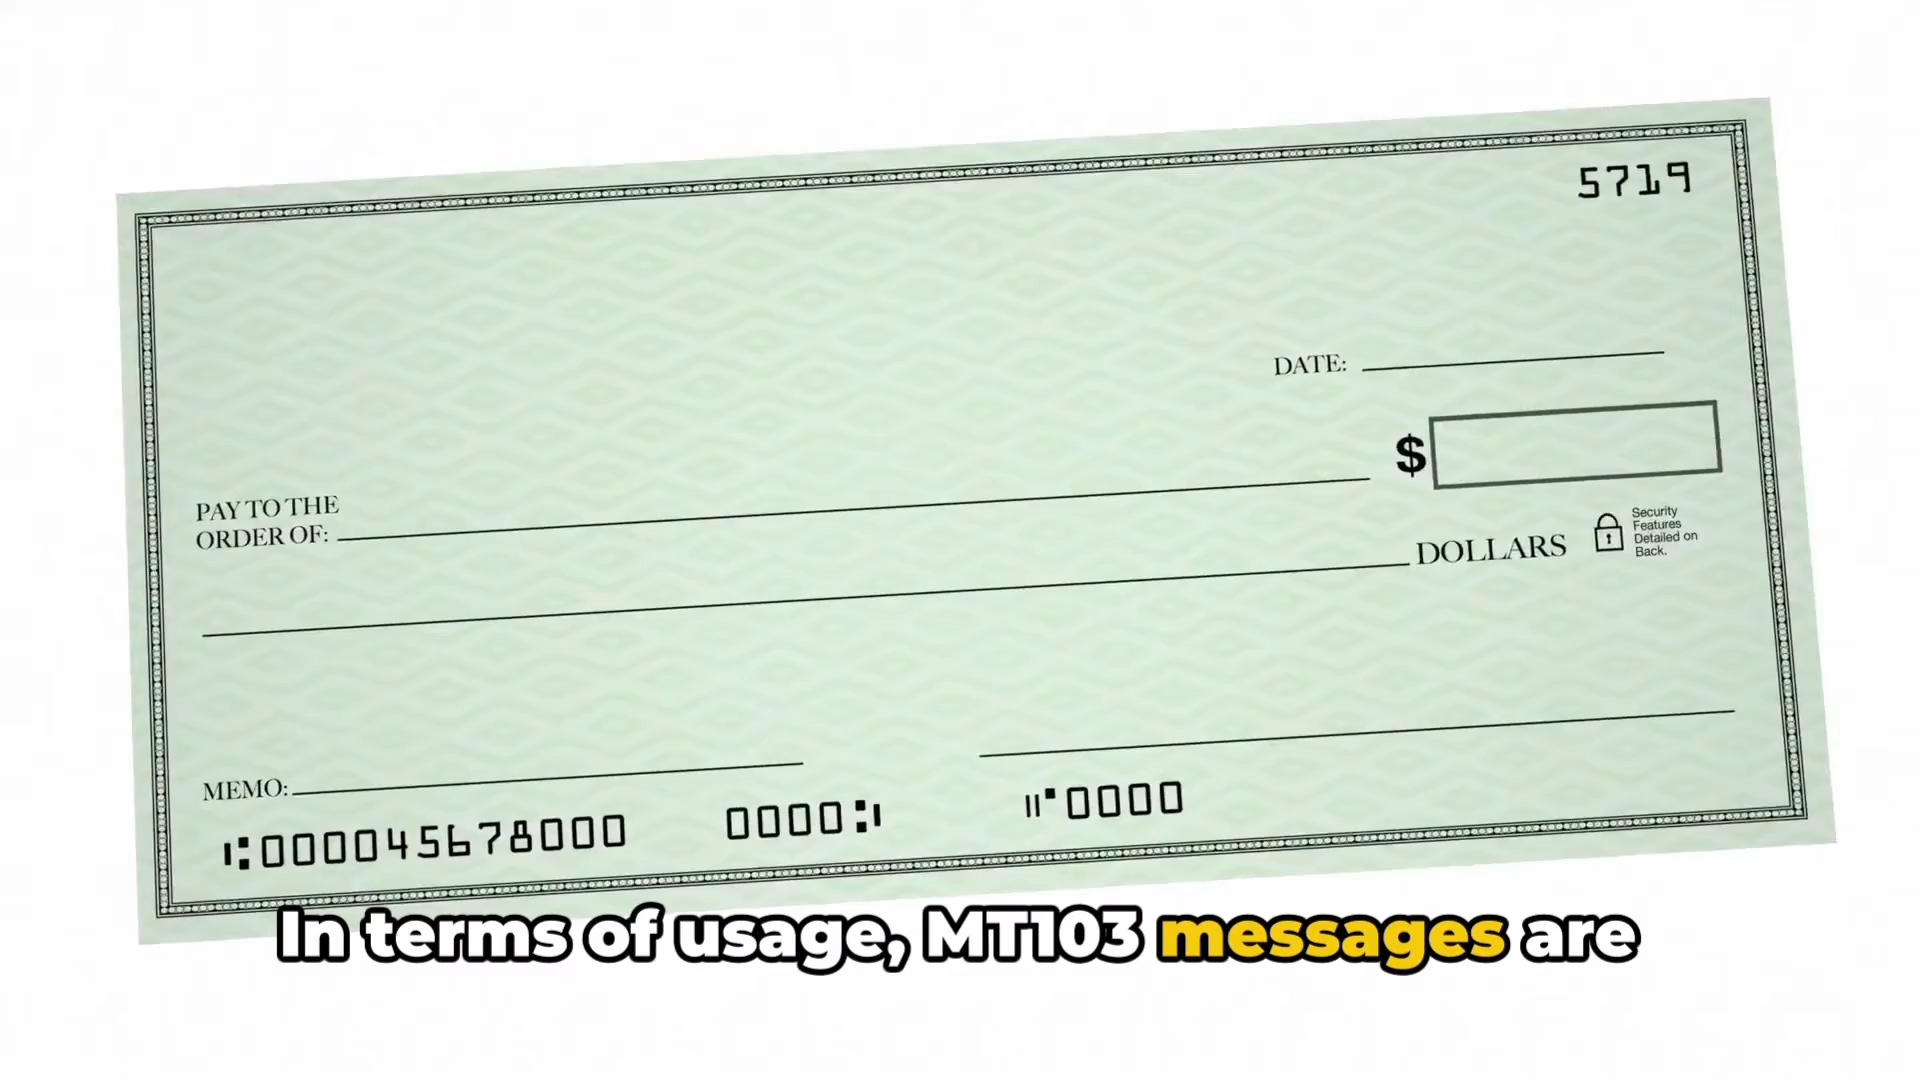 5719
DATE:
$
PAY TO THE
ORDER OF:
DOLLARS
Security
Features
Detailed on
Back.
MEMO:
⑆000045678000 0000⑆ ⑈0000
In terms of usage, MT103 messages are